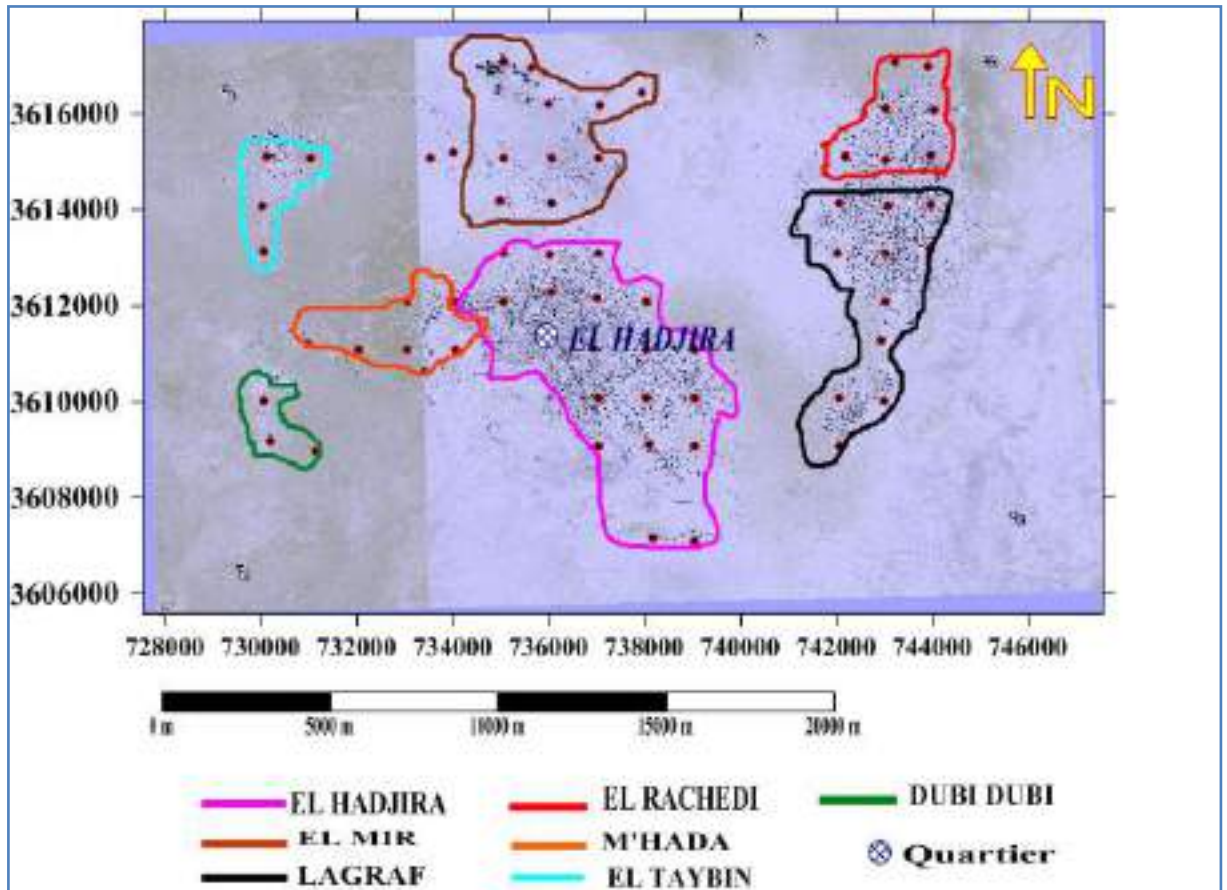 N
3616000
3614000
3612000
EL HADJIRA
3610000
3608000
3606000
728000 730000 732000 734000 736000 738000 740000 742000 744000 746000
0 m 5000 m 10000 m 15000 m 20000 m
EL HADJIRA EL RACHEDI DUBI DUBI
EL MIR M'HADA Quartier
LAGRAF EL TAYBIN